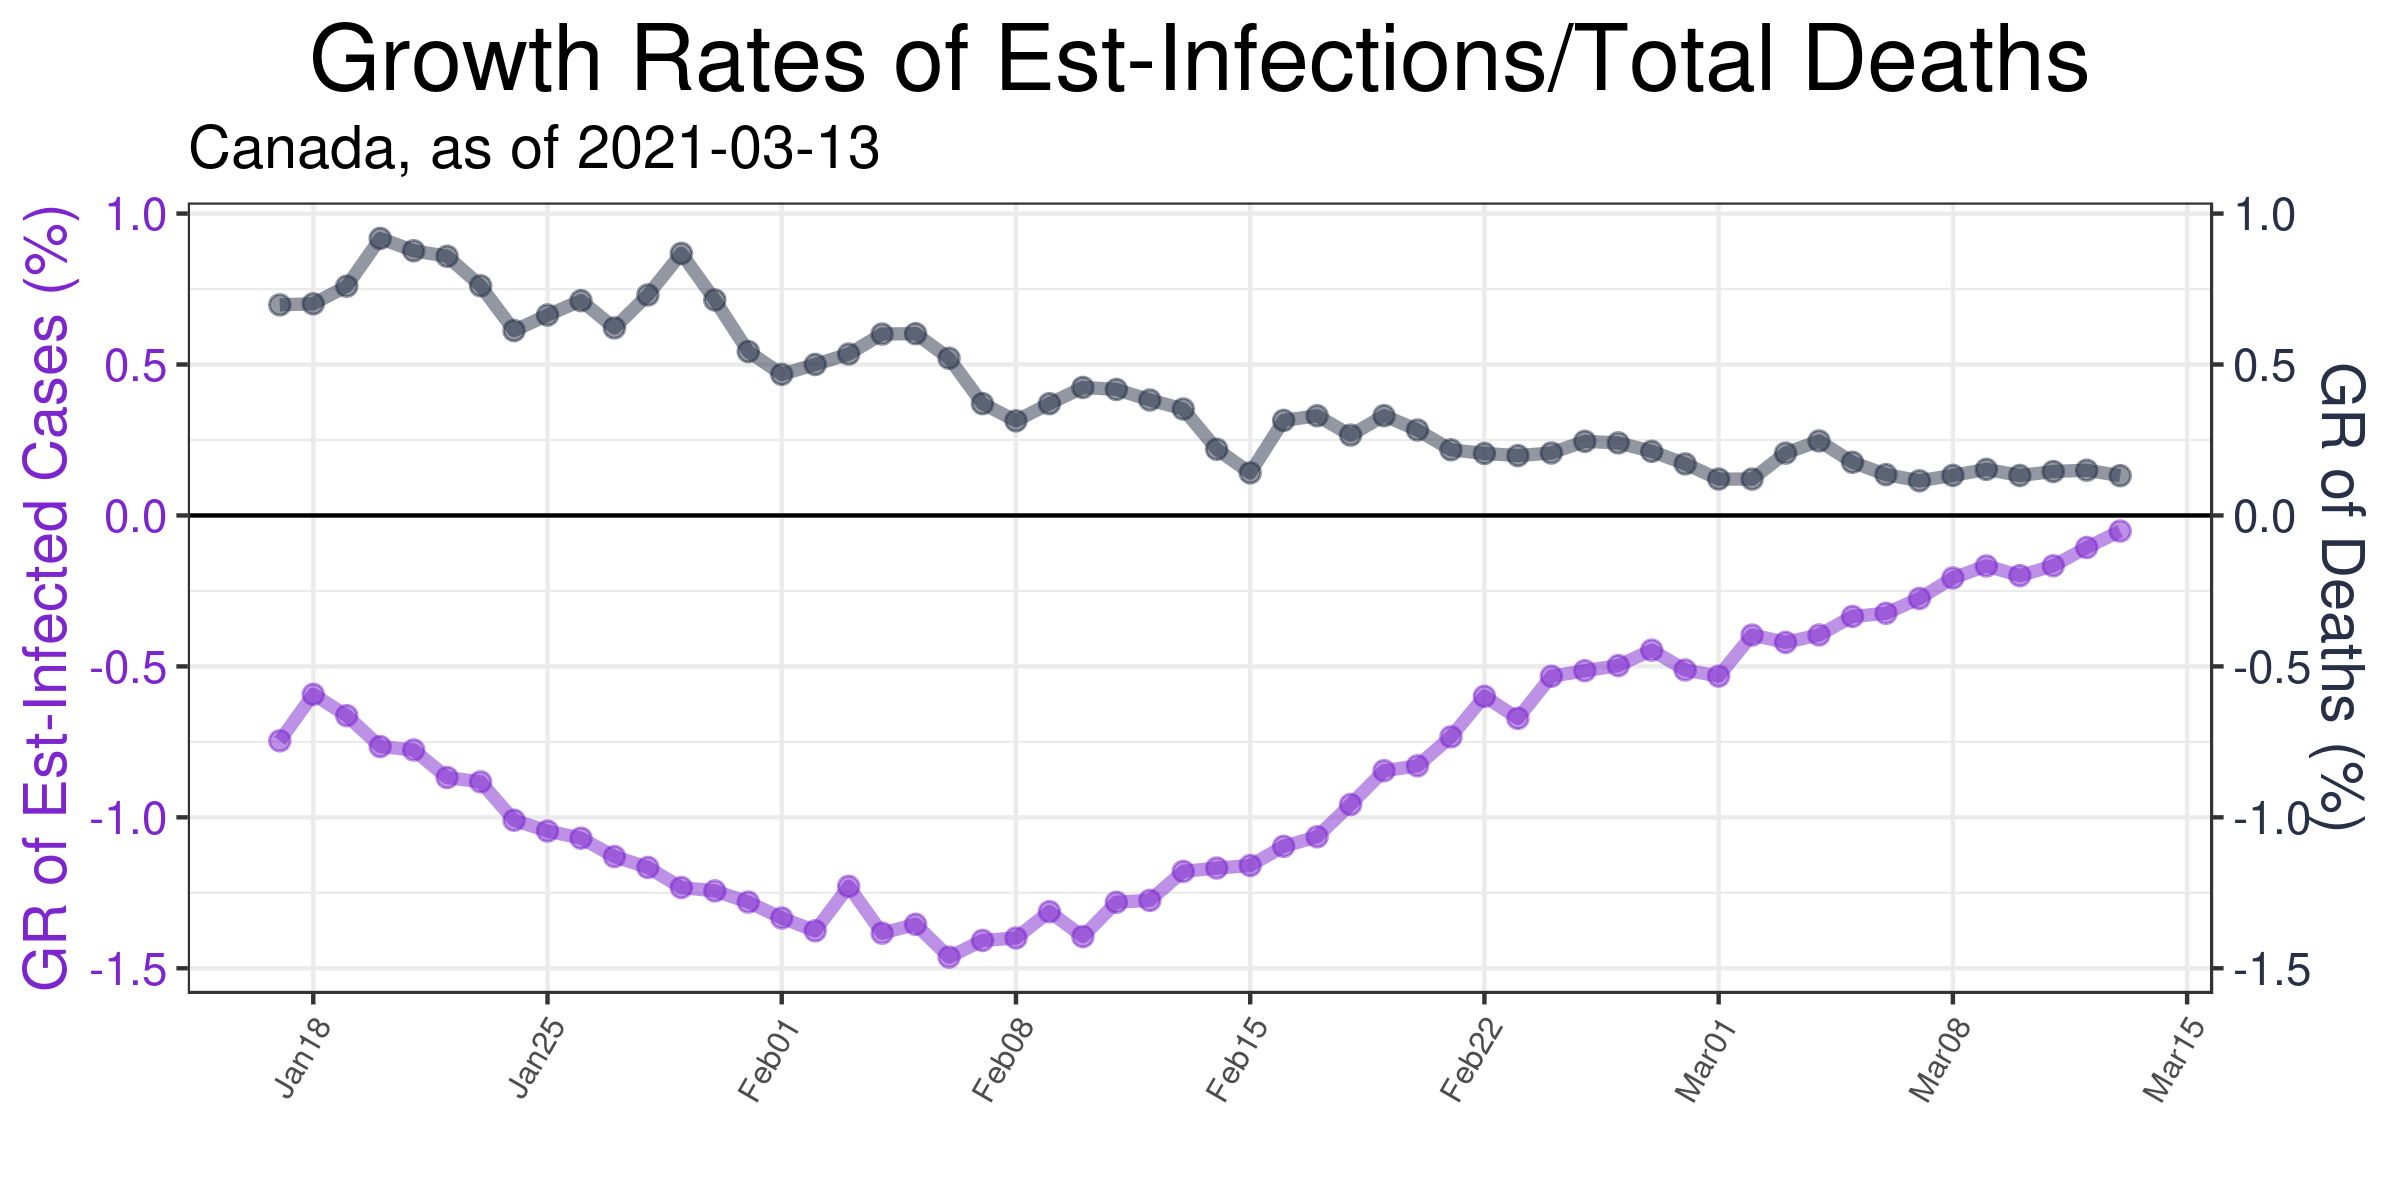 Growth Rates of Est-Infections/Total Deaths
Canada, as of 2021-03-13
GR of Est-Infected Cases (%)
1.0
0.5
0.0
-0.5
-1.0
-1.5
1.0
0.5
0.0
-0.5
-1.0
-1.5
GR of Deaths (%)
Jan18
Jan25
Feb01
Feb08
Feb15
Feb22
Mar01
Mar08
Mar15